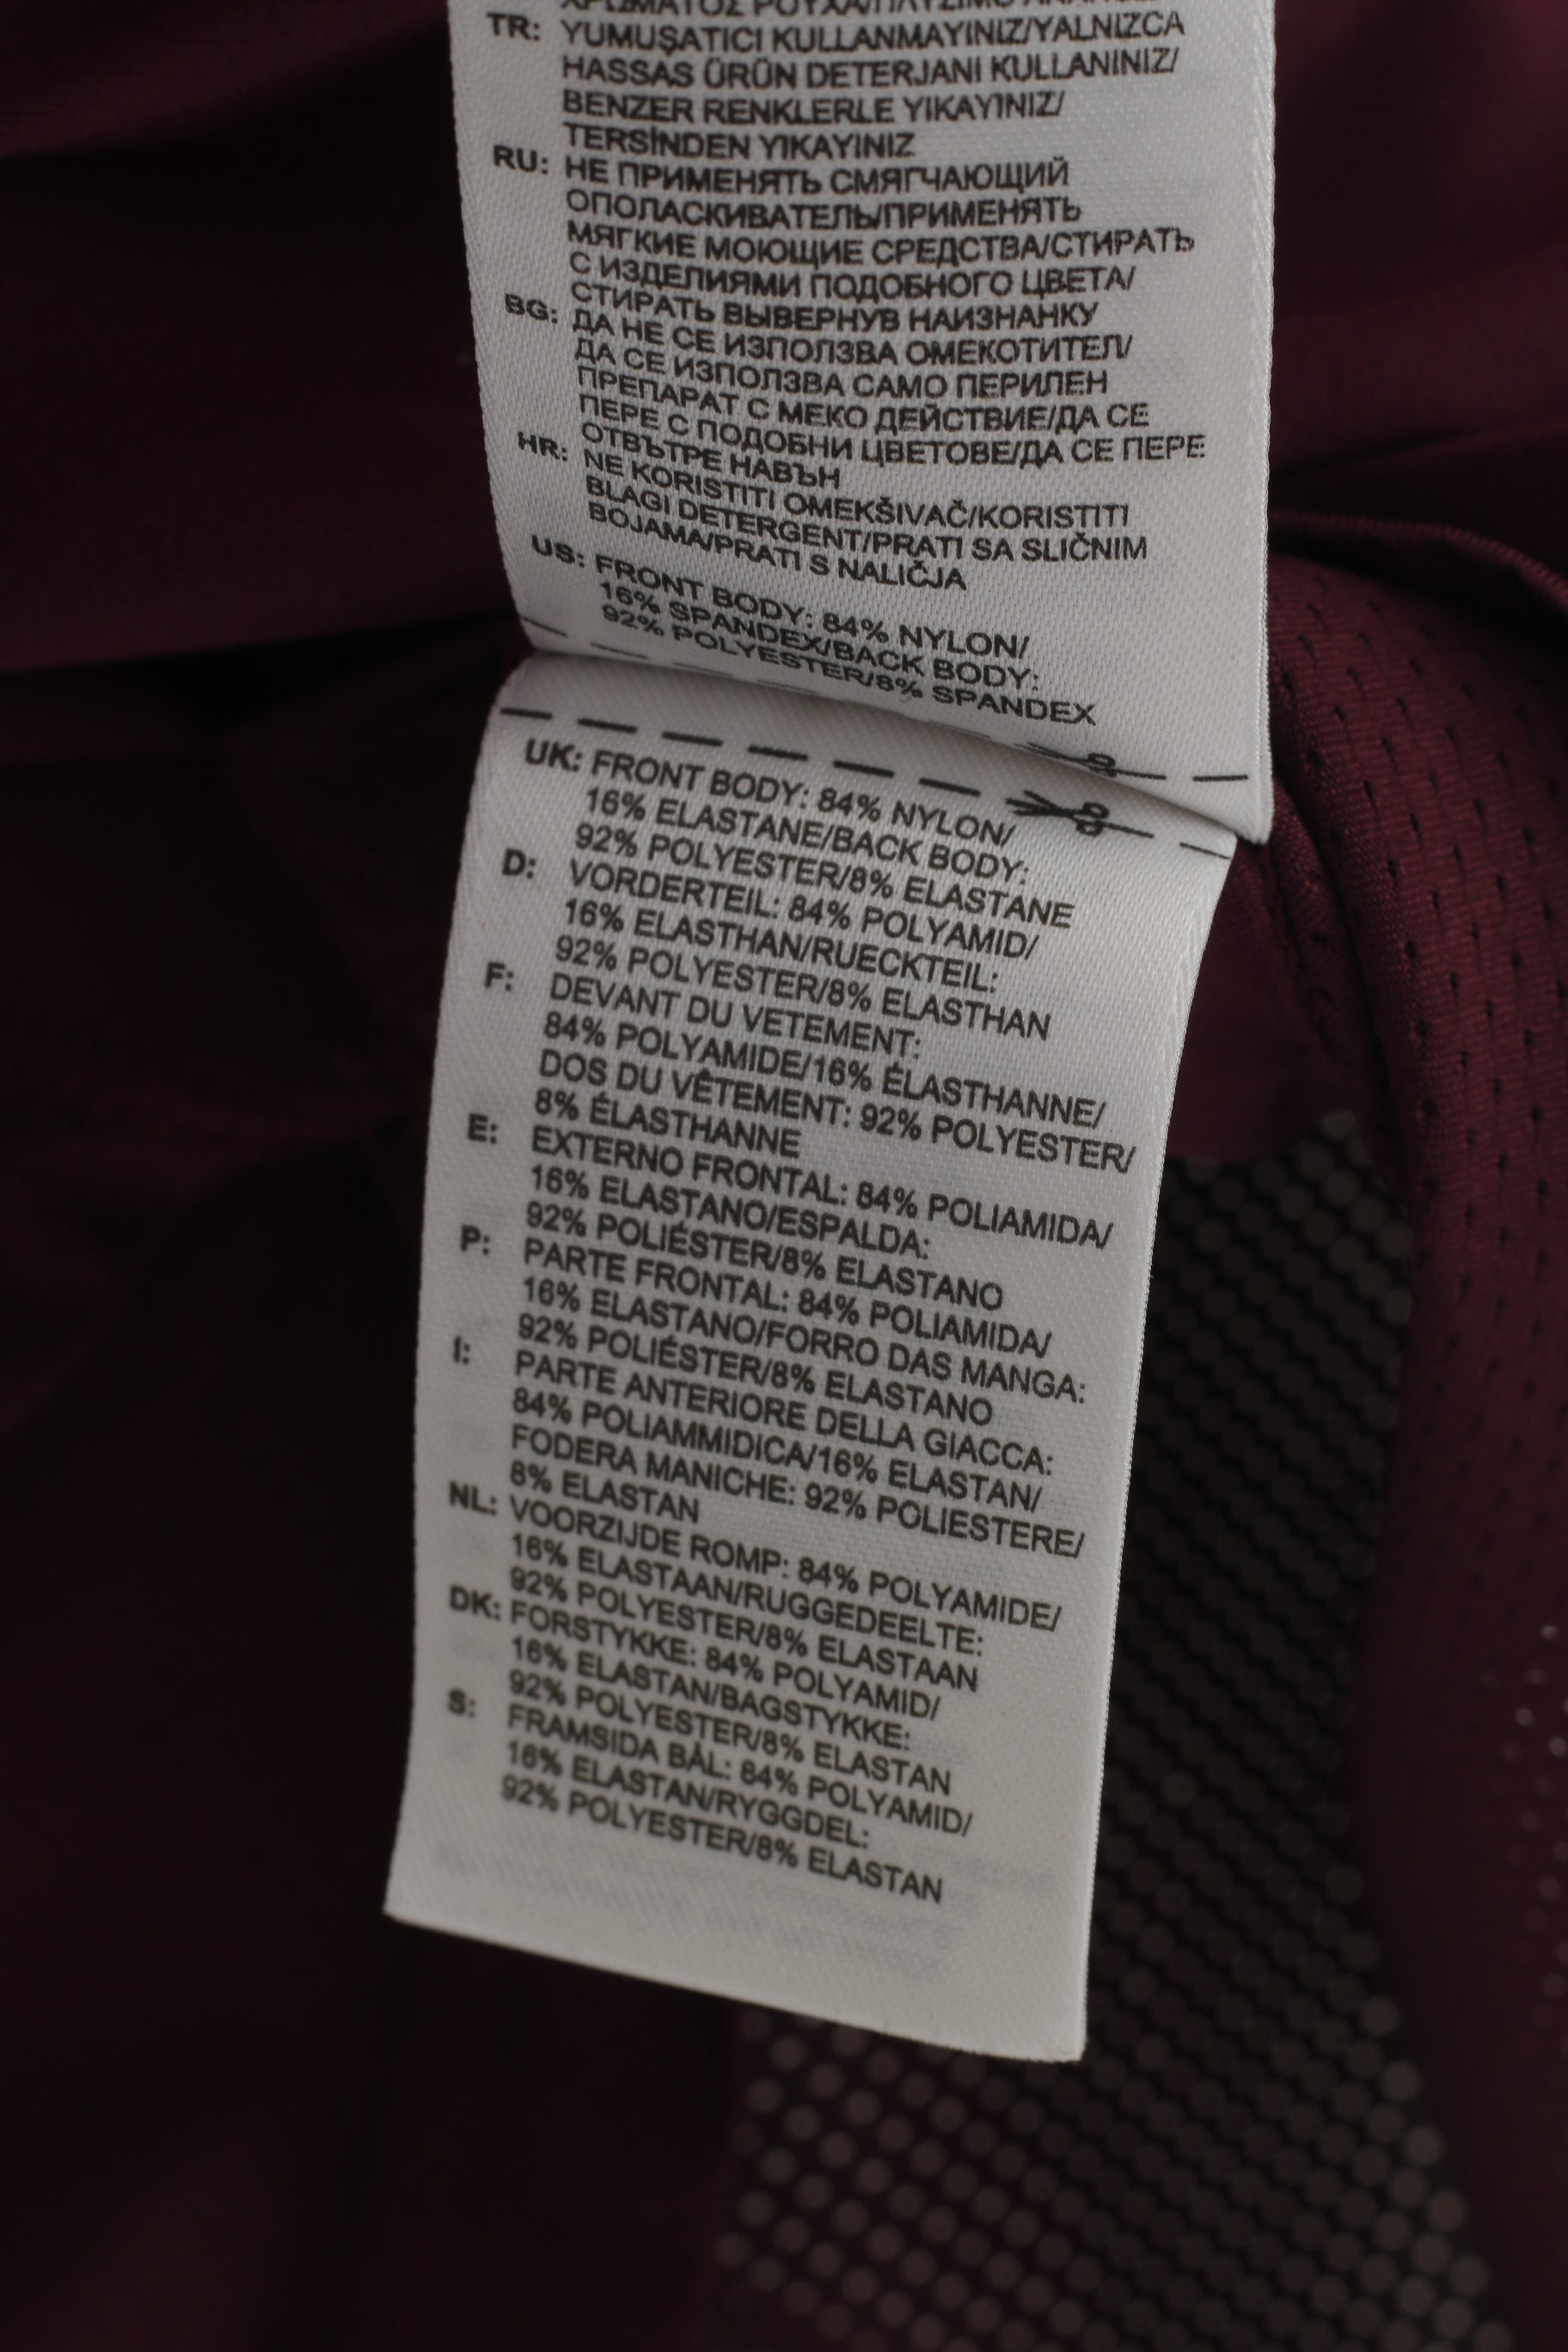 TR: YUMUŞATICI KULLANMAYINIZ/YALNIZCA
HASSAS ÜRÜN DETERJANI KULLANINIZ/
BENZER RENKLERLE YIKAYINIZ/
TERSİNDEN YIKAYINIZ
RU: НЕ ПРИМЕНЯТЬ СМЯГЧАЮЩИЙ
ОПОЛАСКИВАТЕЛЬ/ПРИМЕНЯТЬ
МЯГКИЕ МОЮЩИЕ СРЕДСТВА/СТИРАТЬ
С ИЗДЕЛИЯМИ ПОДОБНОГО ЦВЕТА/
СТИРАТЬ ВЫВЕРНУВ НАИЗНАНКУ
BG: ДА НЕ СЕ ИЗПОЛЗВА ОМЕКОТИТЕЛ/
ДА СЕ ИЗПОЛЗВА САМО ПЕРИЛЕН
ПРЕПАРАТ С МЕКО ДЕЙСТВИЕ/ДА СЕ
ПЕРЕ С ПОДОБНИ ЦВЕТОВЕ/ДА СЕ ПЕРЕ
ОТВЪТРЕ НАВЪН
HR: NE KORISTITI OMEKŠIVAČ/KORISTITI
BLAGI DETERGENT/PRATI SA SLIČNIM
BOJAMA/PRATI S NALIČJA
US: FRONT BODY: 84% NYLON/
16% SPANDEX/BACK BODY:
92% POLYESTER/8% SPANDEX
UK: FRONT BODY: 84% NYLON/
16% ELASTANE/BACK BODY:
92% POLYESTER/8% ELASTANE
D: VORDERTEIL: 84% POLYAMID/
16% ELASTHAN/RUECKTEIL:
92% POLYESTER/8% ELASTHAN
F: DEVANT DU VETEMENT:
84% POLYAMIDE/16% ÉLASTHANNE/
DOS DU VÊTEMENT: 92% POLYESTER/
8% ÉLASTHANNE
E: EXTERNO FRONTAL: 84% POLIAMIDA/
16% ELASTANO/ESPALDA:
92% POLIÉSTER/8% ELASTANO
P: PARTE FRONTAL: 84% POLIAMIDA/
16% ELASTANO/FORRO DAS MANGA:
92% POLIÉSTER/8% ELASTANO
I: PARTE ANTERIORE DELLA GIACCA:
84% POLIAMMIDICA/16% ELASTAN/
FODERA MANICHE: 92% POLIESTERE/
8% ELASTAN
NL: VOORZIJDE ROMP: 84% POLYAMIDE/
16% ELASTAAN/RUGGEDEELTE:
92% POLYESTER/8% ELASTAAN
DK: FORSTYKKE: 84% POLYAMID/
16% ELASTAN/BAGSTYKKE:
92% POLYESTER/8% ELASTAN
S: FRAMSIDA BÅL: 84% POLYAMID/
16% ELASTAN/RYGGDEL:
92% POLYESTER/8% ELASTAN